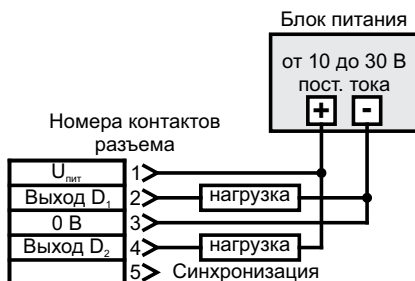 Блок питания
от 10 до 30 В
пост. тока
+ -
Номера контактов
разъема
Uпит 1
Выход D1 2 нагрузка
0 В 3
Выход D2 4 нагрузка
5 Синхронизация